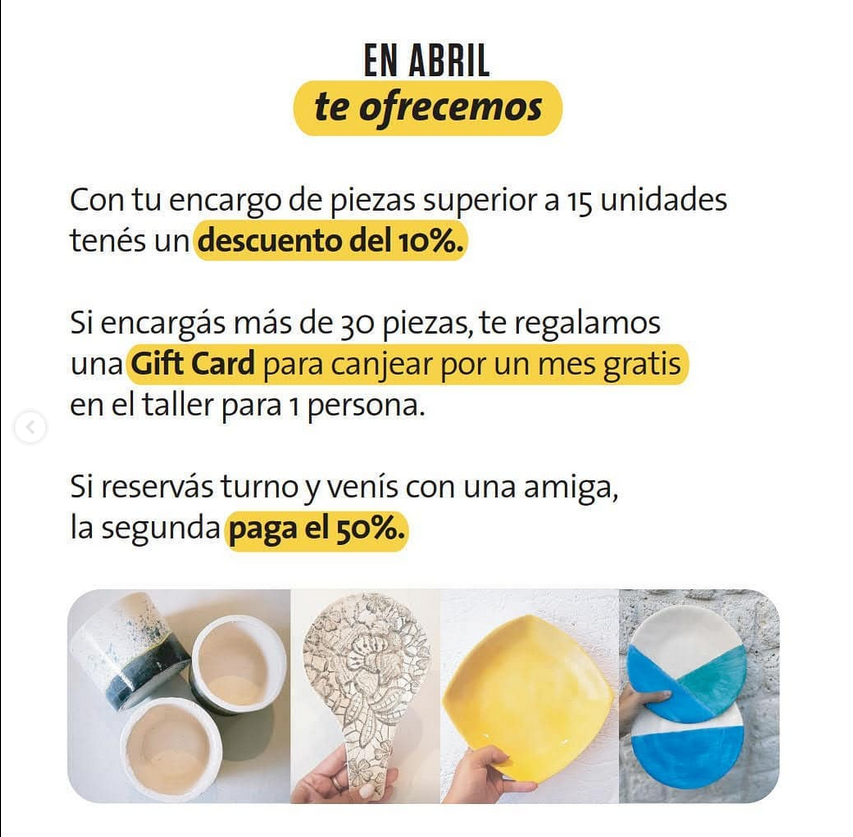 EN ABRIL
te ofrecemos
Con tu encargo de piezas superior a 15 unidades
tenés un descuento del 10%.
Si encargás más de 30 piezas, te regalamos
una Gift Card para canjear por un mes gratis
en el taller para 1 persona.
Si reservás turno y venís con una amiga,
la segunda paga el 50%.